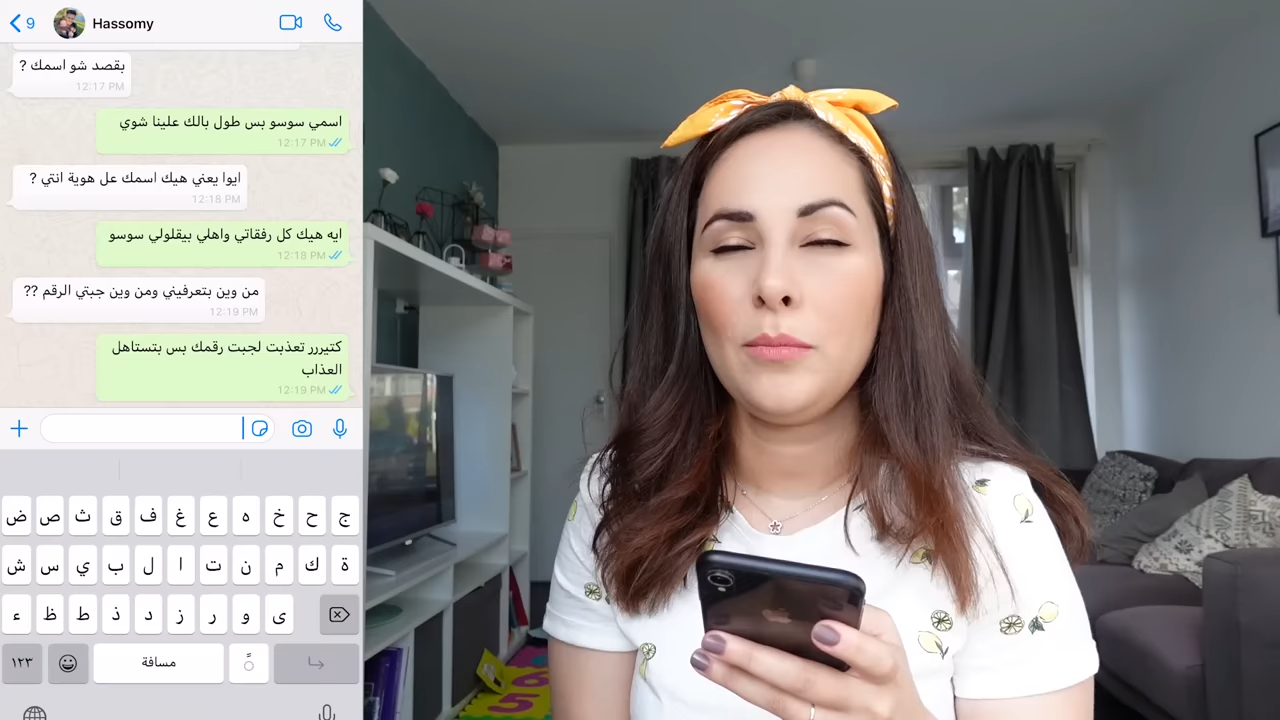 9
Hassomy
بقصد شو اسمك ?
12:17 PM
اسمي سوسو بس طول بالك علينا شوي
12:17 PM
ايوا يعني هيك اسمك عل هوية انتي ?
12:18 PM
ايه هيك كل رفقاتي واهلي بيقلولي سوسو
12:18 PM
من وين بتعرفيني ومن وين جبتي الرقم ??
12:19 PM
كتيررر تعذبت لجبت رقمك بس بتستاهل
العذاب
12:19 PM
ض ص ث ق ف غ ع ه خ ح ج
ش س ي ب ل ا ت ن م ك ة
ء ظ ط ذ د ز ر و ى
١٢٣ مسافة
5